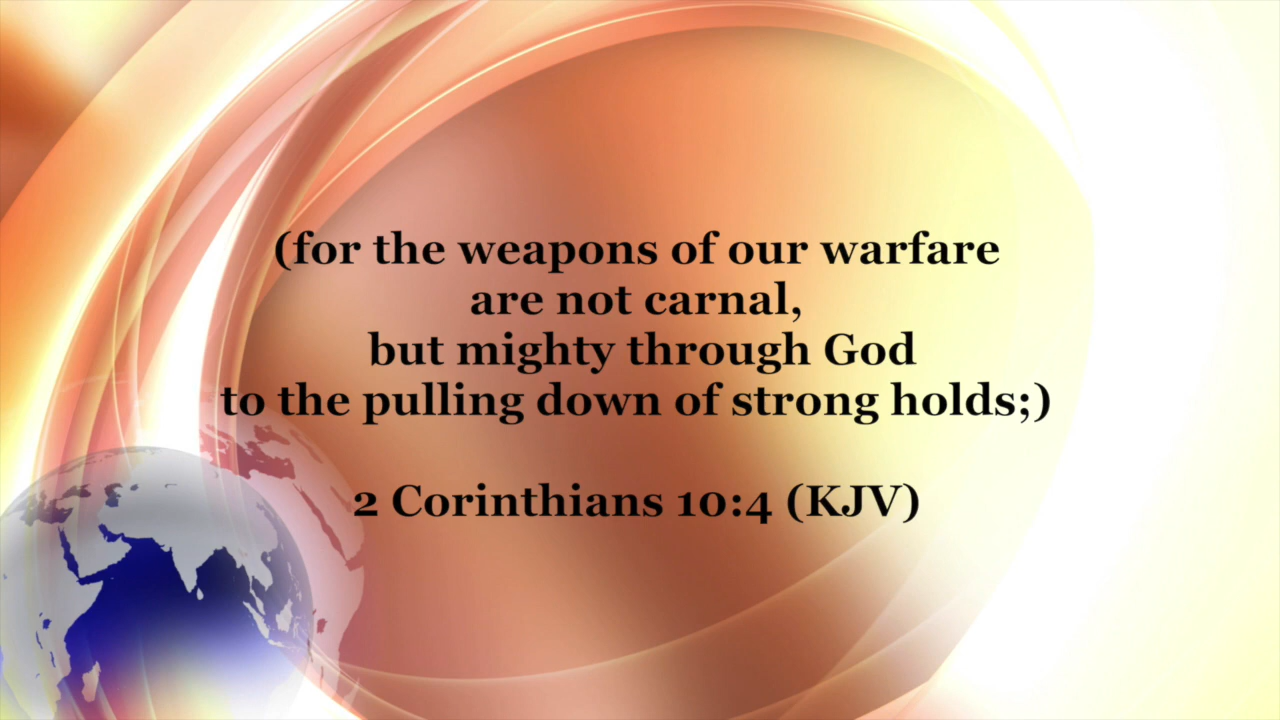 (for the weapons of our warfare
are not carnal,
but mighty through God
to the pulling down of strong holds;)
2 Corinthians 10:4 (KJV)